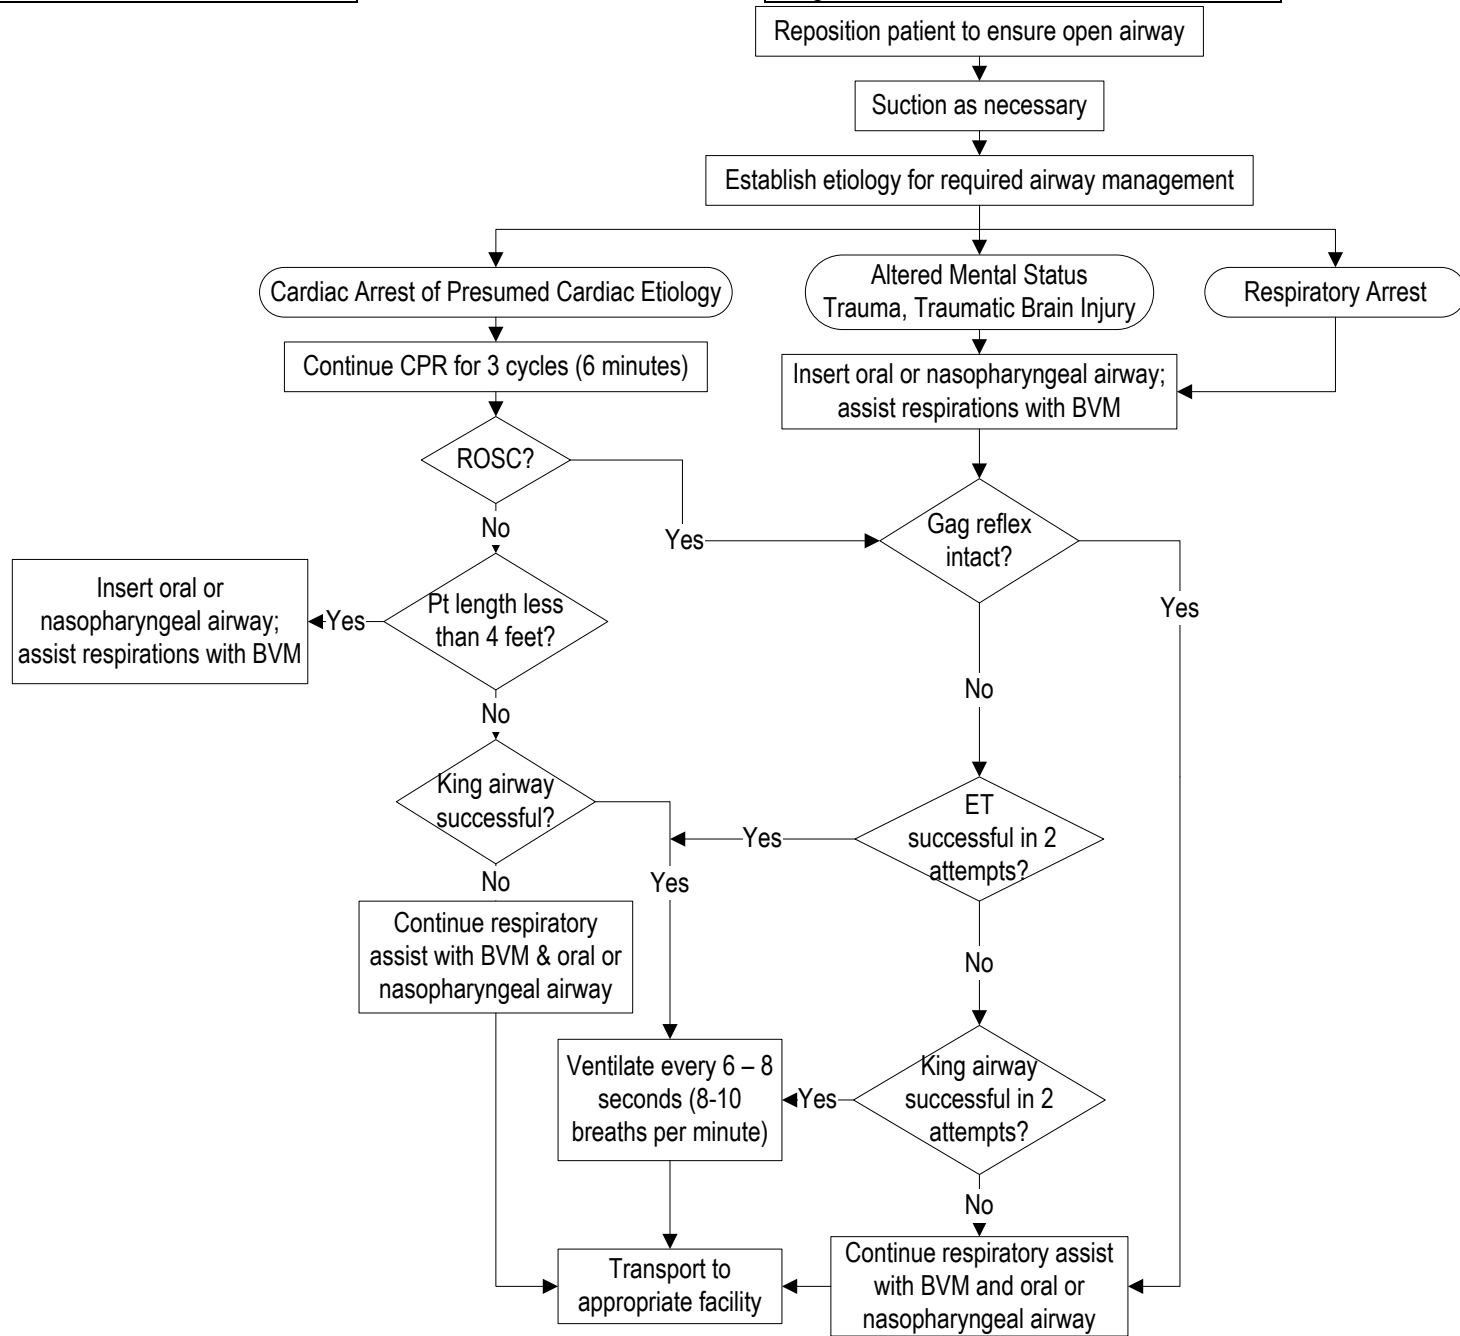 Reposition patient to ensure open airway
Suction as necessary
Establish etiology for required airway management
Cardiac Arrest of Presumed Cardiac Etiology
Altered Mental Status
Trauma, Traumatic Brain Injury
Respiratory Arrest
Continue CPR for 3 cycles (6 minutes)
Insert oral or nasopharyngeal airway;
assist respirations with BVM
ROSC?
No
Yes
Gag reflex
intact?
Yes
No
Insert oral or
nasopharyngeal airway;
assist respirations with BVM
Yes
Pt length less
than 4 feet?
No
King airway
successful?
No
Yes
Yes
ET
successful in 2
attempts?
No
Continue respiratory
assist with BVM & oral or
nasopharyngeal airway
Ventilate every 6 – 8
seconds (8-10
breaths per minute)
Yes
King airway
successful in 2
attempts?
No
Transport to
appropriate facility
Continue respiratory assist
with BVM and oral or
nasopharyngeal airway